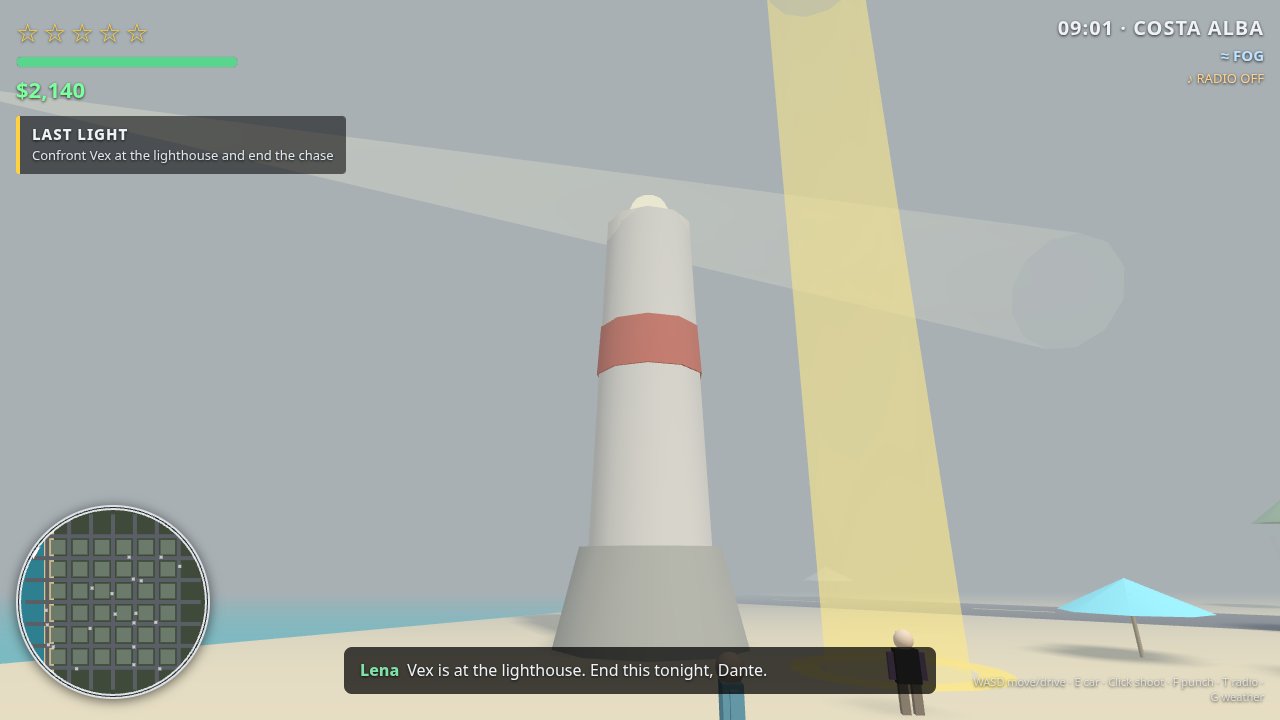 09:01 · COSTA ALBA
≈ FOG
♪ RADIO OFF
$2,140
LAST LIGHT
Confront Vex at the lighthouse and end the chase
Lena Vex is at the lighthouse. End this tonight, Dante.
WASD move/drive · E car · Click shoot · F punch · T radio ·
G weather